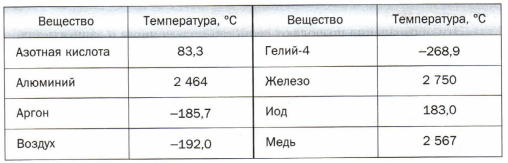 Вещество Температура, °С Вещество Температура, °С
Азотная кислота 83,3 Гелий-4 –268,9
Алюминий 2 464 Железо 2 750
Аргон –185,7 Иод 183,0
Воздух –192,0 Медь 2 567